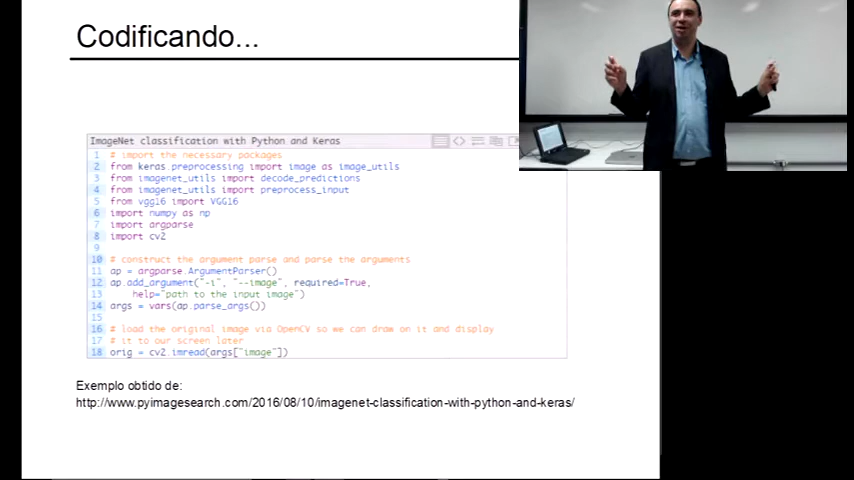 Codificando...
ImageNet classification with Python and Keras
1 # import the necessary packages
2 from keras.preprocessing import image as image_utils
3 from imagenet_utils import decode_predictions
4 from imagenet_utils import preprocess_input
5 from vgg16 import VGG16
6 import numpy as np
7 import argparse
8 import cv2
9
10 # construct the argument parse and parse the arguments
11 ap = argparse.ArgumentParser()
12 ap.add_argument("-i", "--image", required=True,
13 help="path to the input image")
14 args = vars(ap.parse_args())
15
16 # load the original image via OpenCV so we can draw on it and display
17 # it to our screen later
18 orig = cv2.imread(args["image"])
Exemplo obtido de:
http://www.pyimagesearch.com/2016/08/10/imagenet-classification-with-python-and-keras/